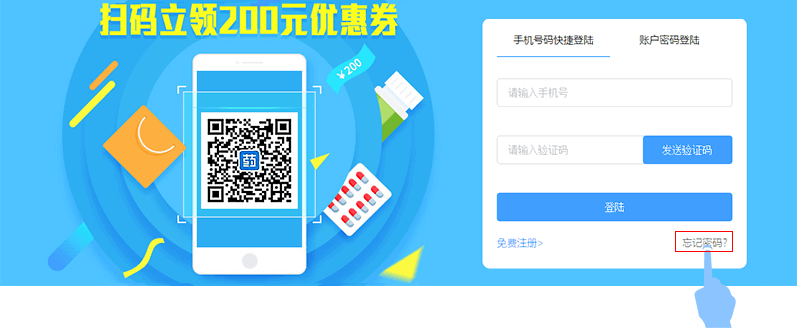 扫码立领200元优惠券
¥200
药
手机号码快捷登陆
账户密码登陆
请输入手机号
请输入验证码
发送验证码
登陆
免费注册>
忘记密码?